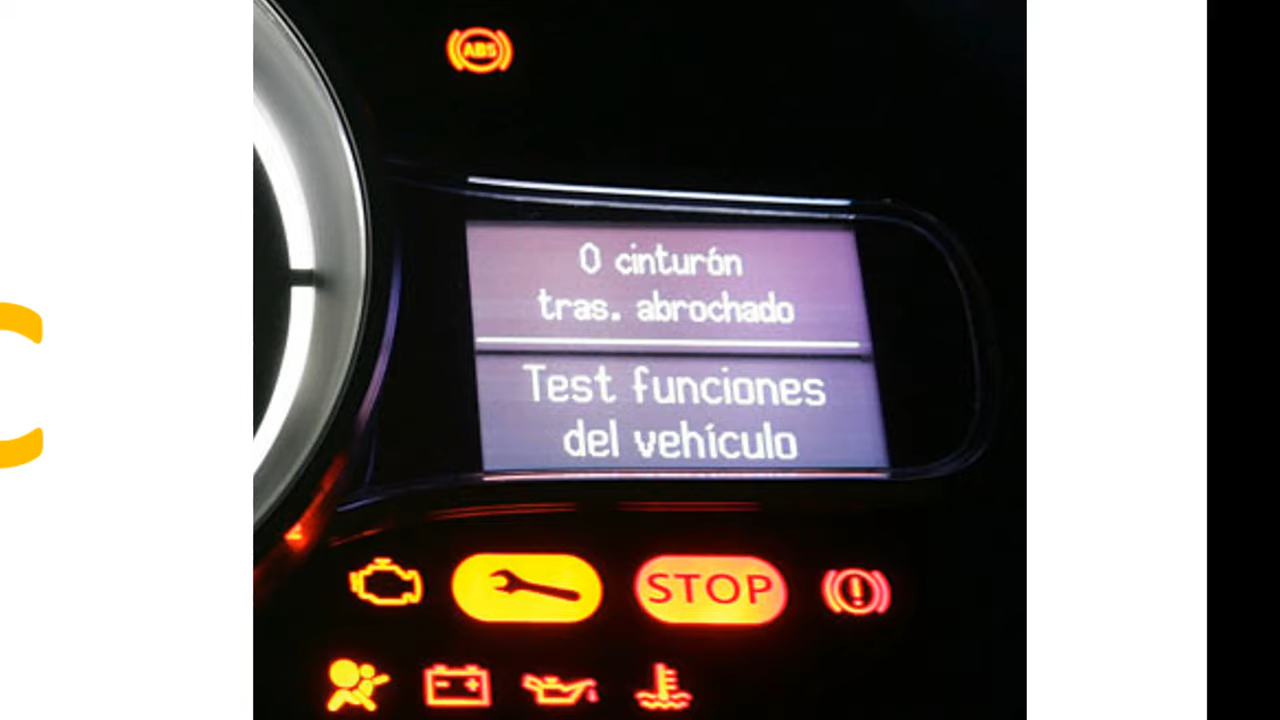 ABS
0 cinturón
tras. abrochado
Test funciones
del vehículo
STOP